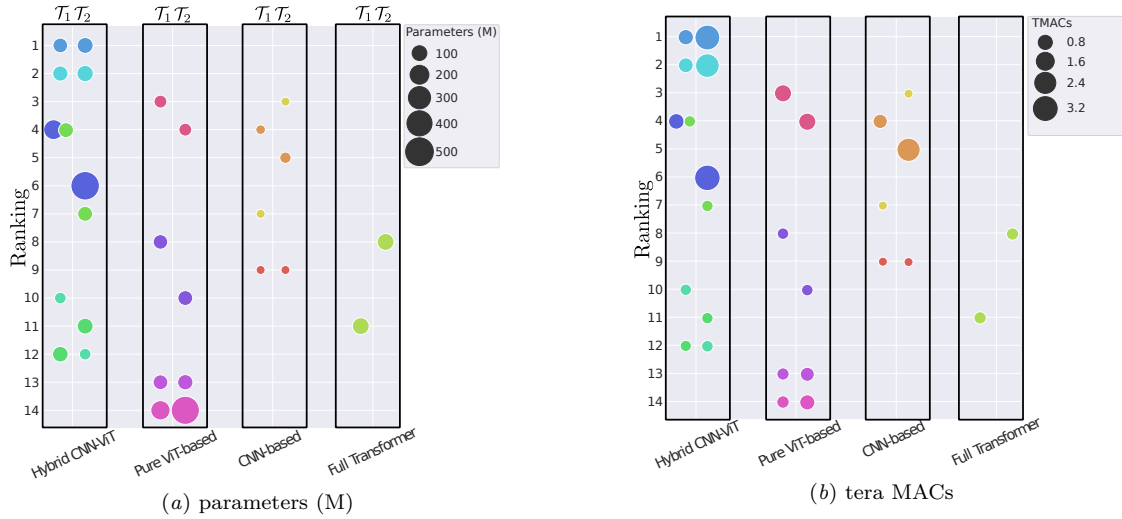 𝒯1 𝒯2
𝒯1 𝒯2
𝒯1 𝒯2
Parameters (M)
100
200
300
400
500
Ranking
1
2
3
4
5
6
7
8
9
10
11
12
13
14
Hybrid CNN-ViT
Pure ViT-based
CNN-based
Full Transformer
(a) parameters (M)
TMACs
0.8
1.6
2.4
3.2
Ranking
1
2
3
4
5
6
7
8
9
10
11
12
13
14
Hybrid CNN-ViT
Pure ViT-based
CNN-based
Full Transformer
(b) tera MACs